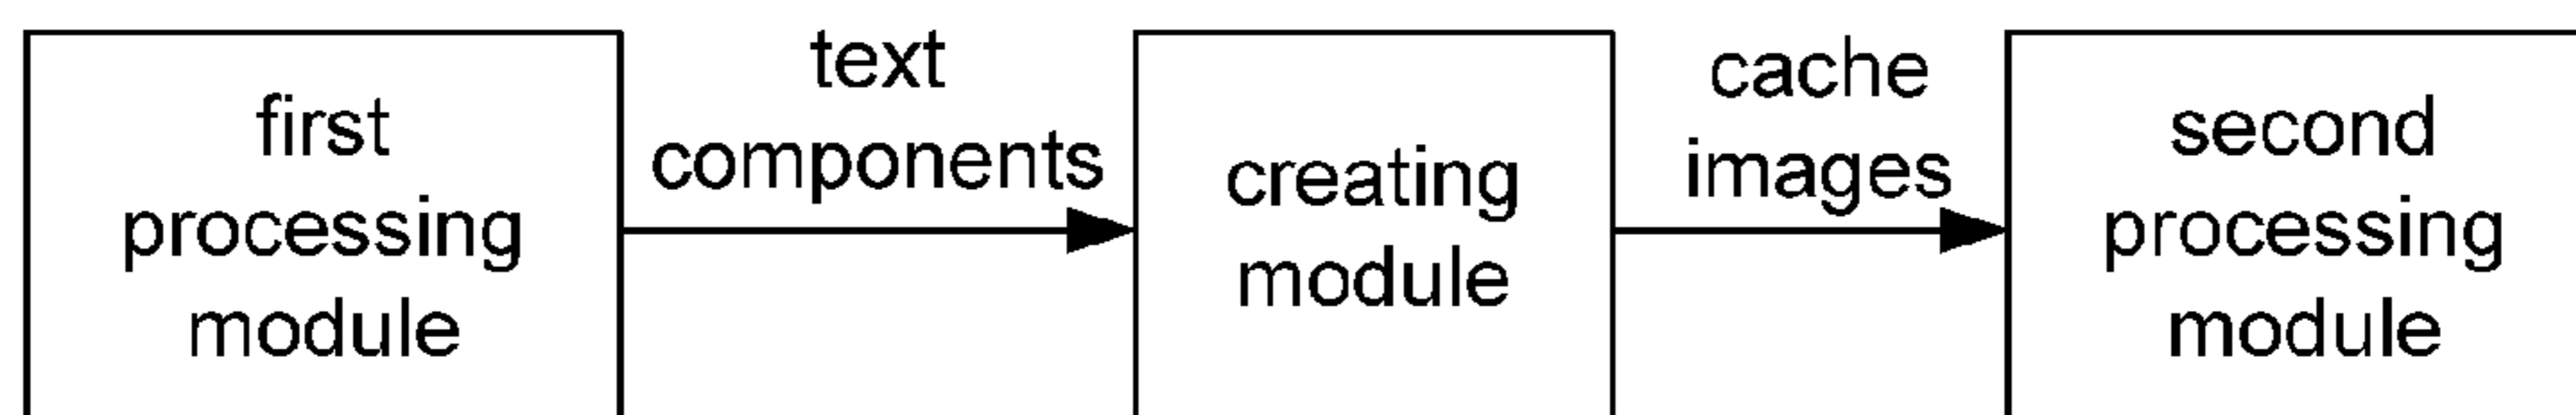 first
processing
module
text
components
creating
module
cache
images
second
processing
module